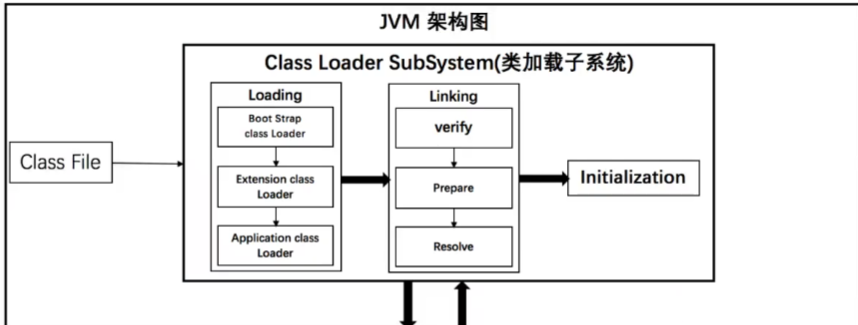 JVM 架构图
Class Loader SubSystem(类加载子系统)
Loading
Boot Strap
class Loader
Extension class
Loader
Application class
Loader
Linking
verify
Prepare
Resolve
Class File
Initialization